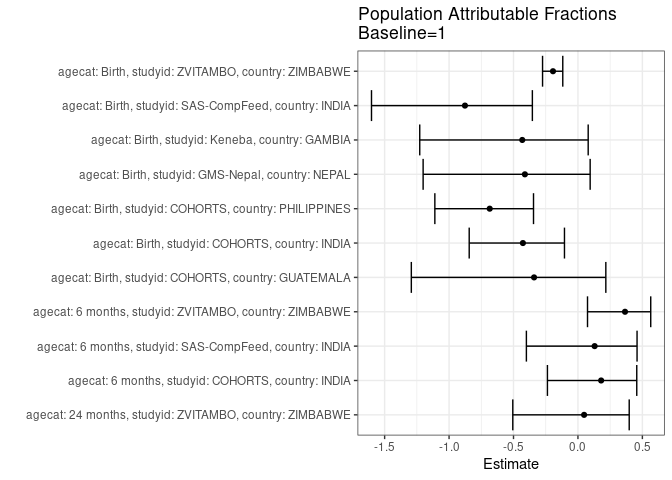 Population Attributable Fractions
Baseline=1
agecat: Birth, studyid: ZVITAMBO, country: ZIMBABWE
agecat: Birth, studyid: SAS-CompFeed, country: INDIA
agecat: Birth, studyid: Keneba, country: GAMBIA
agecat: Birth, studyid: GMS-Nepal, country: NEPAL
agecat: Birth, studyid: COHORTS, country: PHILIPPINES
agecat: Birth, studyid: COHORTS, country: INDIA
agecat: Birth, studyid: COHORTS, country: GUATEMALA
agecat: 6 months, studyid: ZVITAMBO, country: ZIMBABWE
agecat: 6 months, studyid: SAS-CompFeed, country: INDIA
agecat: 6 months, studyid: COHORTS, country: INDIA
agecat: 24 months, studyid: ZVITAMBO, country: ZIMBABWE
-1.5 -1.0 -0.5 0.0 0.5
Estimate